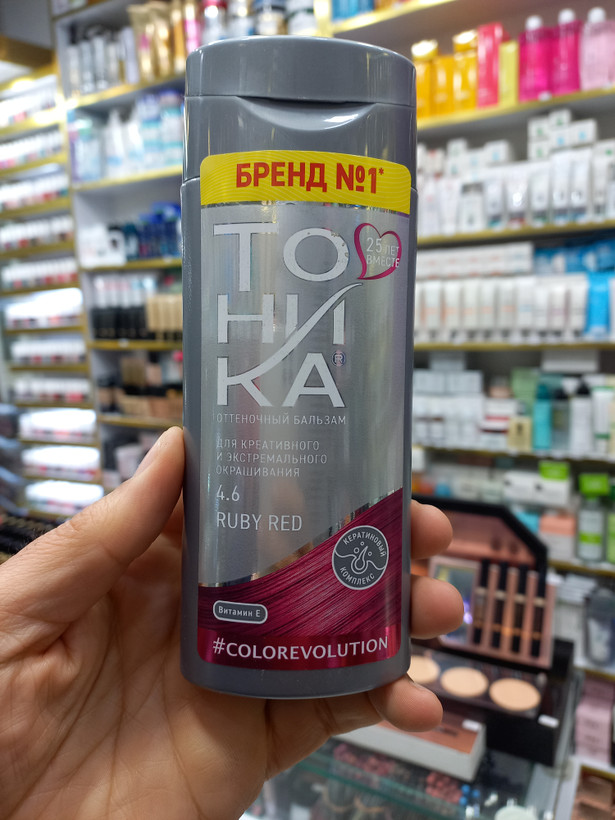 БРЕНД №1*
ТО
НИ
КА®
25 ЛЕТ
ВМЕСТЕ
ОТТЕНОЧНЫЙ БАЛЬЗАМ
ДЛЯ КРЕАТИВНОГО
И ЭКСТРЕМАЛЬНОГО
ОКРАШИВАНИЯ
4.6
RUBY RED
КЕРАТИНОВЫЙ
КОМПЛЕКС
Витамин Е
#COLOREVOLUTION